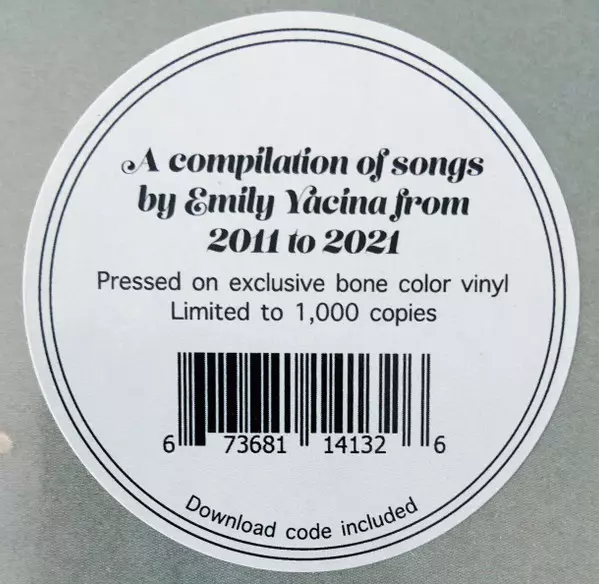 A compilation of songs
by Emily Yacina from
2011 to 2021
Pressed on exclusive bone color vinyl
Limited to 1,000 copies
6 73681 14132 6
Download code included